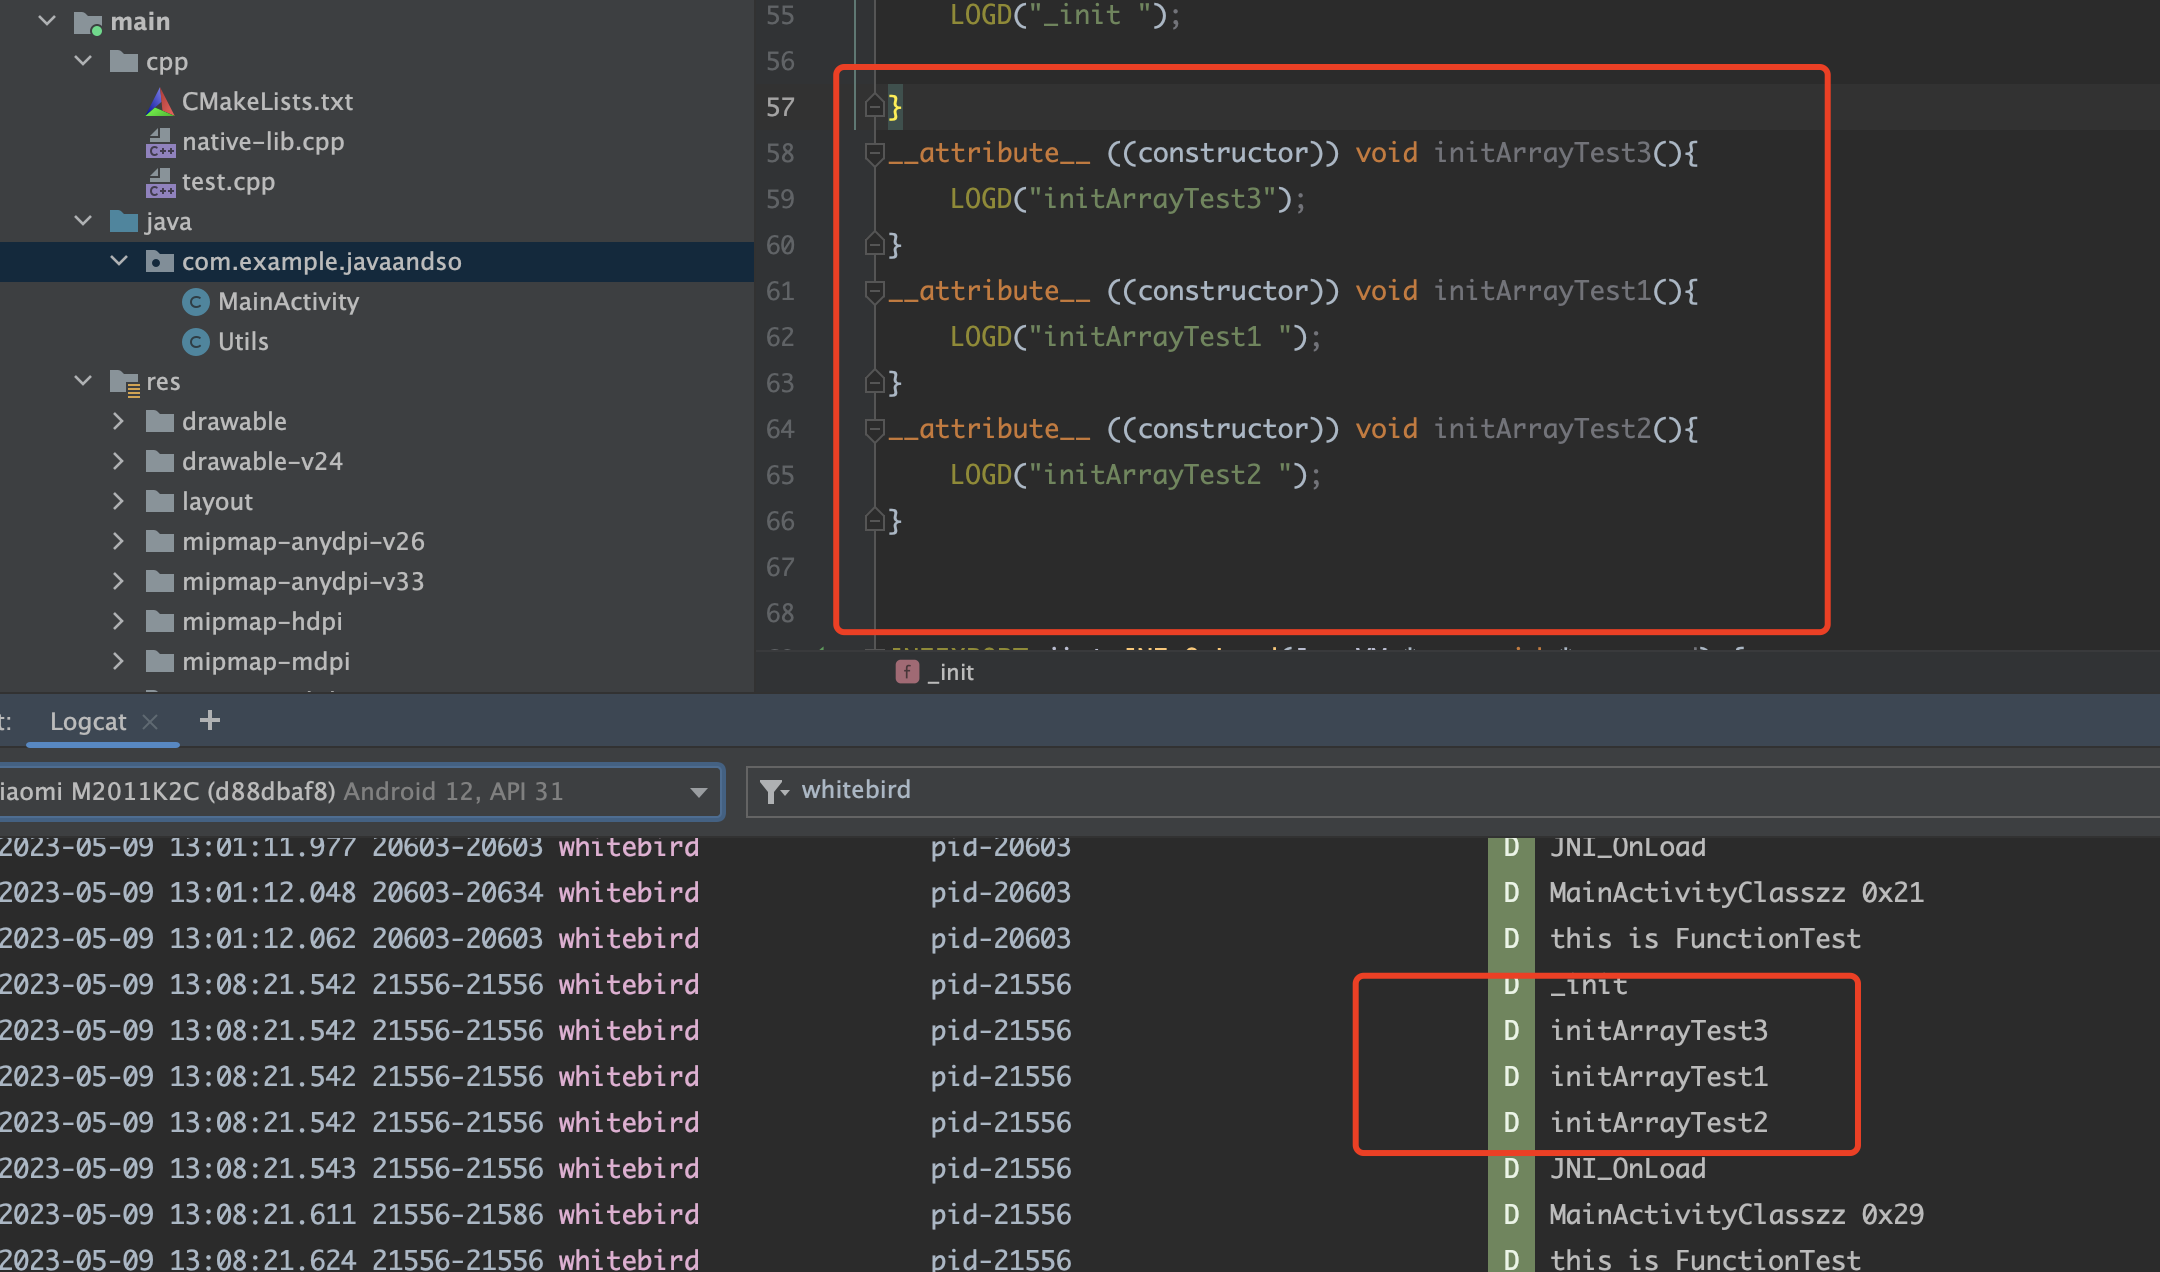 main
cpp
CMakeLists.txt
native-lib.cpp
test.cpp
java
com.example.javaandso
MainActivity
Utils
res
drawable
drawable-v24
layout
mipmap-anydpi-v26
mipmap-anydpi-v33
mipmap-hdpi
mipmap-mdpi
55 LOGD("_init ");
56
57 }
58 __attribute__ ((constructor)) void initArrayTest3(){
59 LOGD("initArrayTest3");
60 }
61 __attribute__ ((constructor)) void initArrayTest1(){
62 LOGD("initArrayTest1 ");
63 }
64 __attribute__ ((constructor)) void initArrayTest2(){
65 LOGD("initArrayTest2 ");
66 }
67
68
f _init
t: Logcat
iaomi M2011K2C (d88dbaf8) Android 12, API 31
whitebird
2023-05-09 13:01:11.977 20603-20603 whitebird pid-20603 D JNI_OnLoad
2023-05-09 13:01:12.048 20603-20634 whitebird pid-20603 D MainActivityClasszz 0x21
2023-05-09 13:01:12.062 20603-20603 whitebird pid-20603 D this is FunctionTest
2023-05-09 13:08:21.542 21556-21556 whitebird pid-21556 D _init
2023-05-09 13:08:21.542 21556-21556 whitebird pid-21556 D initArrayTest3
2023-05-09 13:08:21.542 21556-21556 whitebird pid-21556 D initArrayTest1
2023-05-09 13:08:21.542 21556-21556 whitebird pid-21556 D initArrayTest2
2023-05-09 13:08:21.543 21556-21556 whitebird pid-21556 D JNI_OnLoad
2023-05-09 13:08:21.611 21556-21586 whitebird pid-21556 D MainActivityClasszz 0x29
2023-05-09 13:08:21.624 21556-21556 whitebird pid-21556 D this is FunctionTest